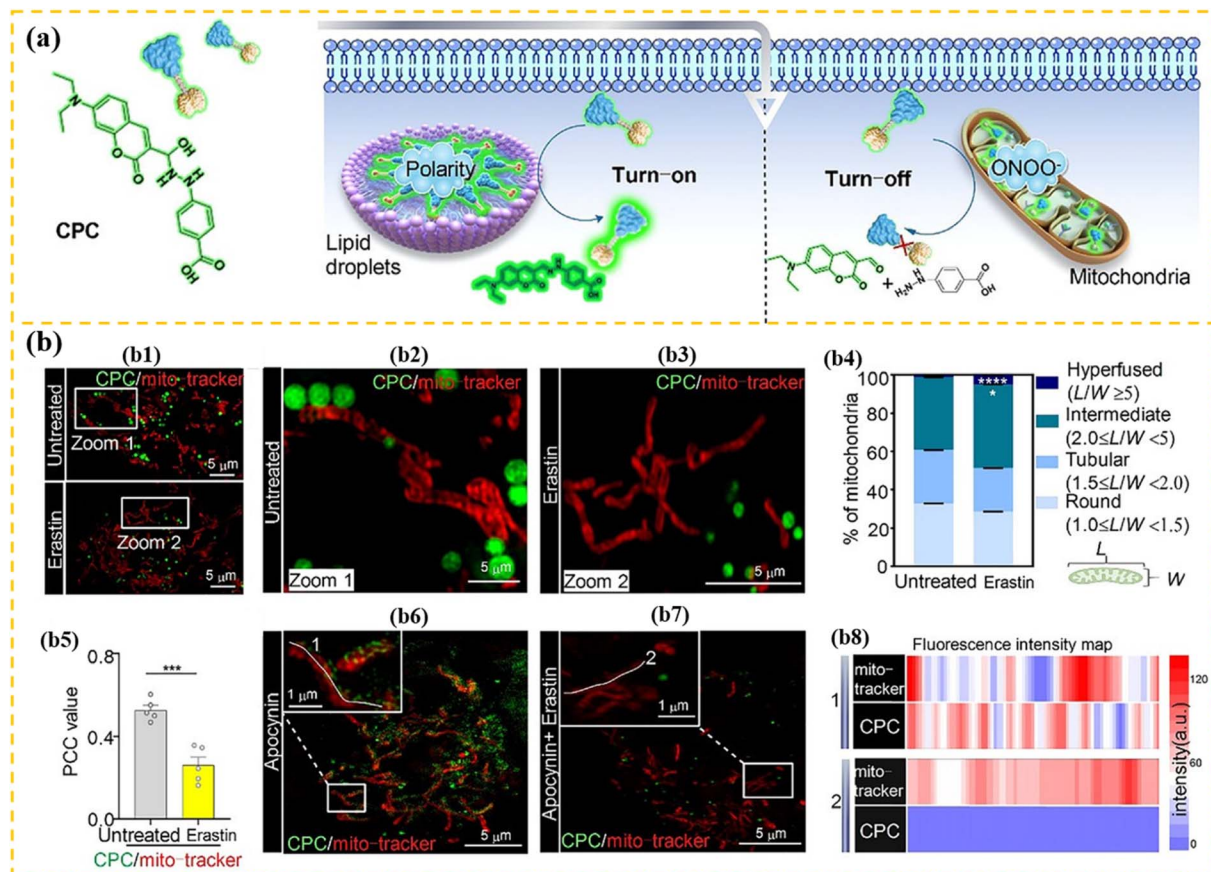 (a)
N
O
O
OH
H
N
N
H
CPC
O
OH
Polarity
Lipid
droplets
Turn−on
Turn−off
ONOO⁻
Mitochondria
(b)
(b1)
Untreated
CPC/mito-tracker
Zoom 1
5 μm
Erastin
Zoom 2
5 μm
(b2)
CPC/mito-tracker
Untreated
Zoom 1
5 μm
(b3)
CPC/mito-tracker
Erastin
Zoom 2
5 μm
(b4)
% of mitochondria
100
80
60
40
20
0
****
*
Untreated Erastin
Hyperfused
(L/W ≥5)
Intermediate
(2.0≤L/W <5)
Tubular
(1.5≤L/W <2.0)
Round
(1.0≤L/W <1.5)
L
W
(b5)
PCC value
0.8
0.4
0.0
***
Untreated Erastin
CPC/mito−tracker
(b6)
Apocynin
1
1 μm
CPC/mito-tracker
5 μm
(b7)
Apocynin+ Erastin
2
1 μm
CPC/mito-tracker
5 μm
(b8)
Fluorescence intensity map
1
mito-
tracker
CPC
2
mito-
tracker
CPC
120
60
0
intensity(a.u.)